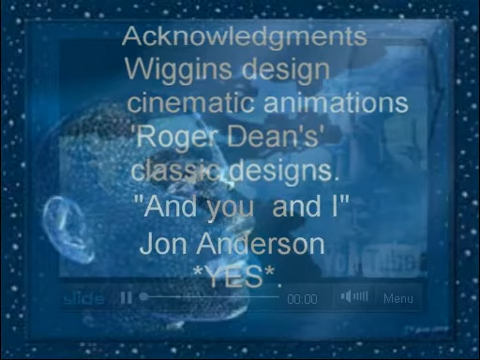 Acknowledgments
Wiggins design
cinematic animations
'Roger Dean's'
classic designs.
"And you  and I"
Jon Anderson
*YES*.
slide 00:00 Menu